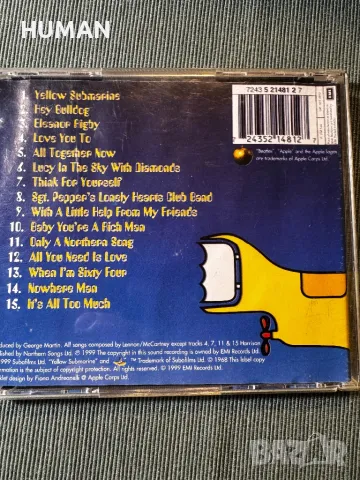 HUMAN
7243 5 21481 2 7
7 24352 14812 7
"Beatles", "Apple" and the Apple logos
are trademarks of Apple Corps Ltd.
EMI
Yellow Submarine
2. Hey Bulldog
3. Eleanor Rigby
4. Love You To
5. All Together Now
6. Lucy In The Sky With Diamonds
7. Think For Yourself
8. Sgt. Pepper's Lonely Hearts Club Band
9. With A Little Help From My Friends
10. Baby You're A Rich Man
11. Only A Northern Song
12. All You Need Is Love
13. When I'm Sixty Four
14. Nowhere Man
15. It's All Too Much
duced by George Martin. All songs composed by Lennon/McCartney except tracks 4, 7, 11 & 15 Harrison
blished by Northern Songs Ltd. ℗ 1999 The copyright in this sound recording is owned by EMI Records Ltd.
1999 Subafilms Ltd. "Yellow Submarine" and Trademark of Subafilms Ltd. © 1968 This label copy
rmation is the subject of copyright protection. All rights reserved. © 1999 EMI Records Ltd.
klet design by Fiona Andreanelli © Apple Corps Ltd.
bazar